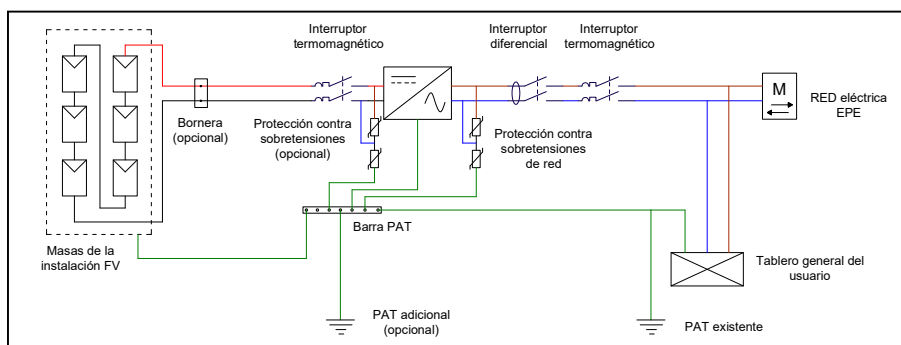 Interruptor
termomagnético
Interruptor
diferencial
Interruptor
termomagnético
M
RED eléctrica
EPE
Bornera
(opcional)
Protección contra
sobretensiones
(opcional)
Protección contra
sobretensiones
de red
Barra PAT
Masas de la
instalación FV
Tablero general del
usuario
PAT adicional
(opcional)
PAT existente